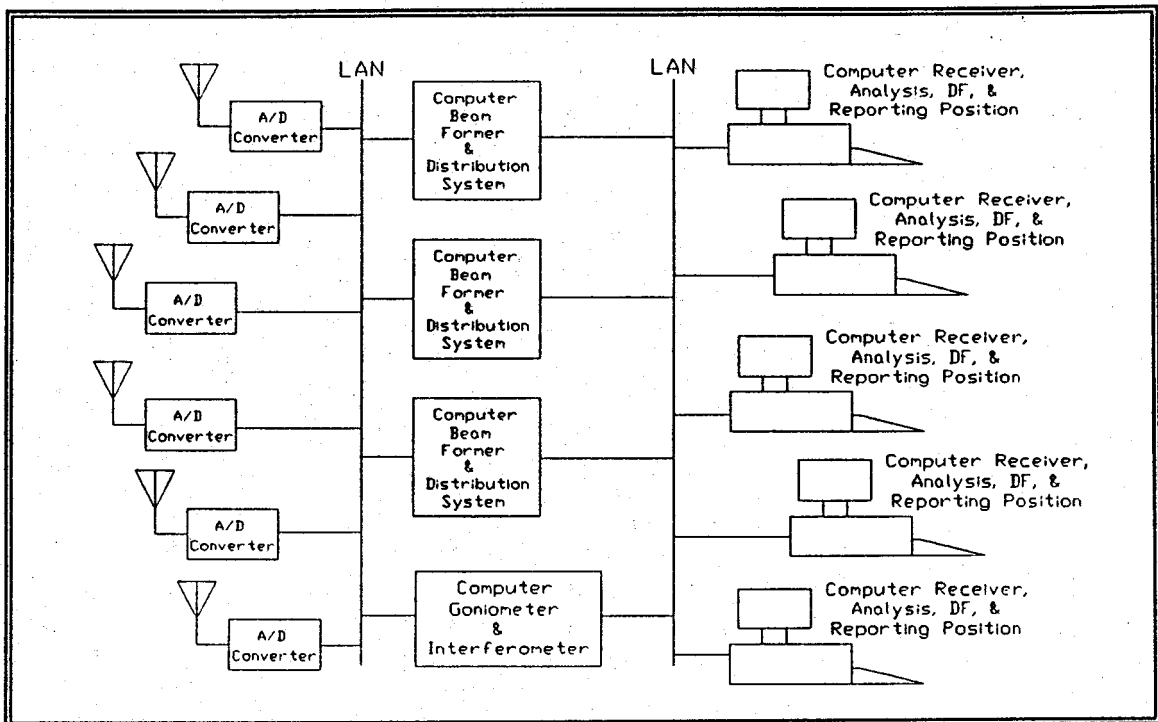 LAN
LAN
A/D
Converter
A/D
Converter
A/D
Converter
A/D
Converter
A/D
Converter
A/D
Converter
Computer
Beam
Former
&
Distribution
System
Computer
Beam
Former
&
Distribution
System
Computer
Beam
Former
&
Distribution
System
Computer
Goniometer
&
Interferometer
Computer Receiver,
Analysis, DF, &
Reporting Position
Computer Receiver,
Analysis, DF, &
Reporting Position
Computer Receiver,
Analysis, DF, &
Reporting Position
Computer Receiver,
Analysis, DF, &
Reporting Position
Computer Receiver,
Analysis, DF, &
Reporting Position